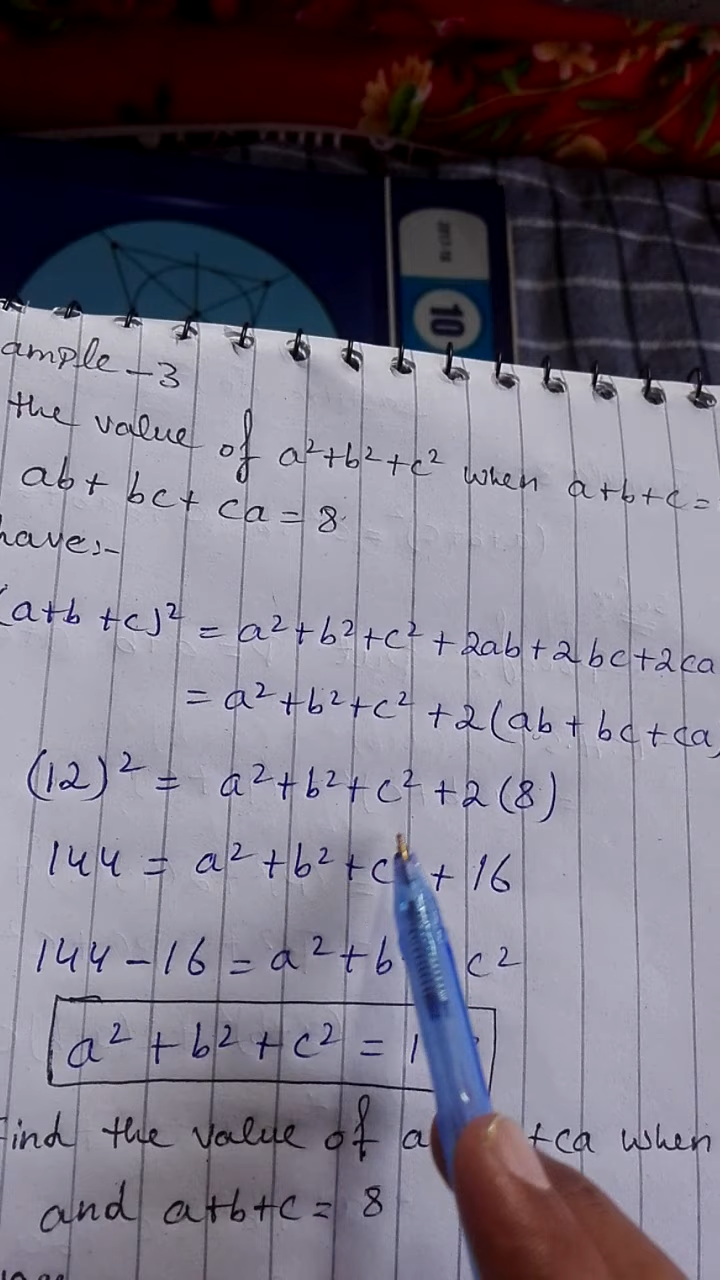 10
ample - 3
the value of a²+b²+c² when a+b+c =
ab + bc + ca = 8
have:-
(a+b+c)² = a²+b²+c² + 2ab + 2bc + 2ca
= a²+b²+c² + 2(ab + bc + ca)
(12)² = a²+b²+c² + 2(8)
144 = a²+b²+c + 16
144 - 16 = a²+b c²
a² + b² + c² = 1
Find the value of a +ca when
and a+b+c = 8